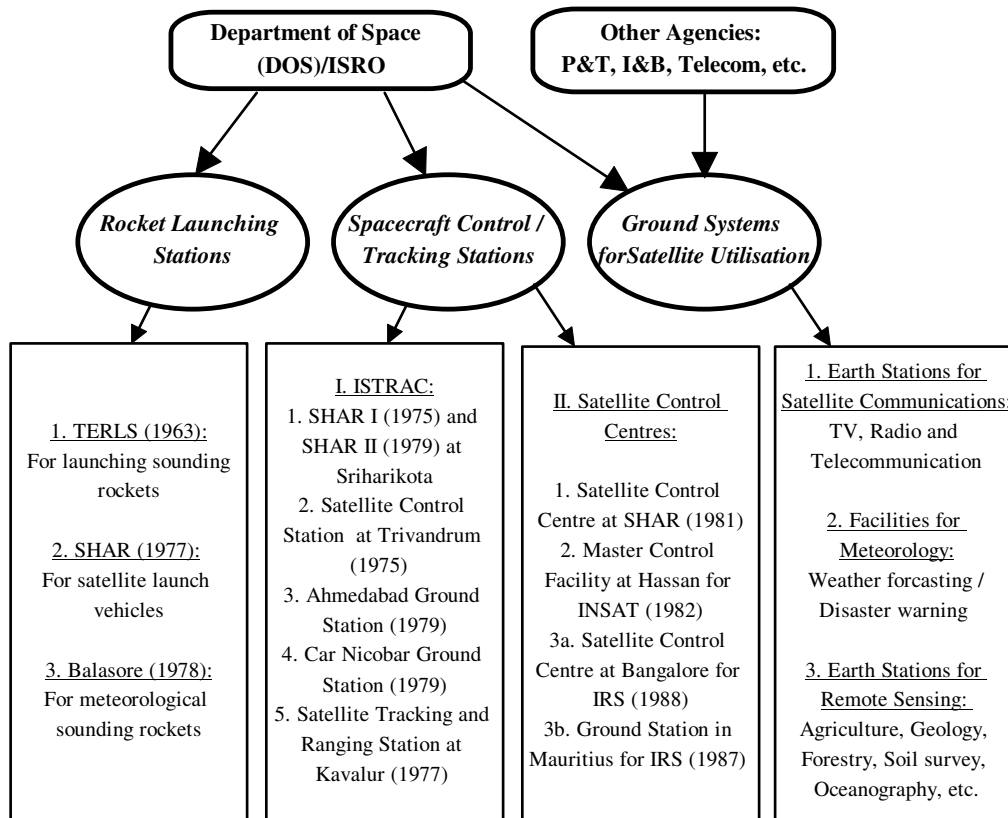 Department of Space
(DOS)/ISRO
Other Agencies:
P&T, I&B, Telecom, etc.
Rocket Launching
Stations
Spacecraft Control /
Tracking Stations
Ground Systems
forSatellite Utilisation
1. TERLS (1963):
For launching sounding
rockets
2. SHAR (1977):
For satellite launch
vehicles
3. Balasore (1978):
For meteorological
sounding rockets
I. ISTRAC:
1. SHAR I (1975) and
SHAR II (1979) at
Sriharikota
2. Satellite Control
Station at Trivandrum
(1975)
3. Ahmedabad Ground
Station (1979)
4. Car Nicobar Ground
Station (1979)
5. Satellite Tracking and
Ranging Station at
Kavalur (1977)
II. Satellite Control
Centres:
1. Satellite Control
Centre at SHAR (1981)
2. Master Control
Facility at Hassan for
INSAT (1982)
3a. Satellite Control
Centre at Bangalore for
IRS (1988)
3b. Ground Station in
Mauritius for IRS (1987)
1. Earth Stations for
Satellite Communications:
TV, Radio and
Telecommunication
2. Facilities for
Meteorology:
Weather forcasting /
Disaster warning
3. Earth Stations for
Remote Sensing:
Agriculture, Geology,
Forestry, Soil survey,
Oceanography, etc.